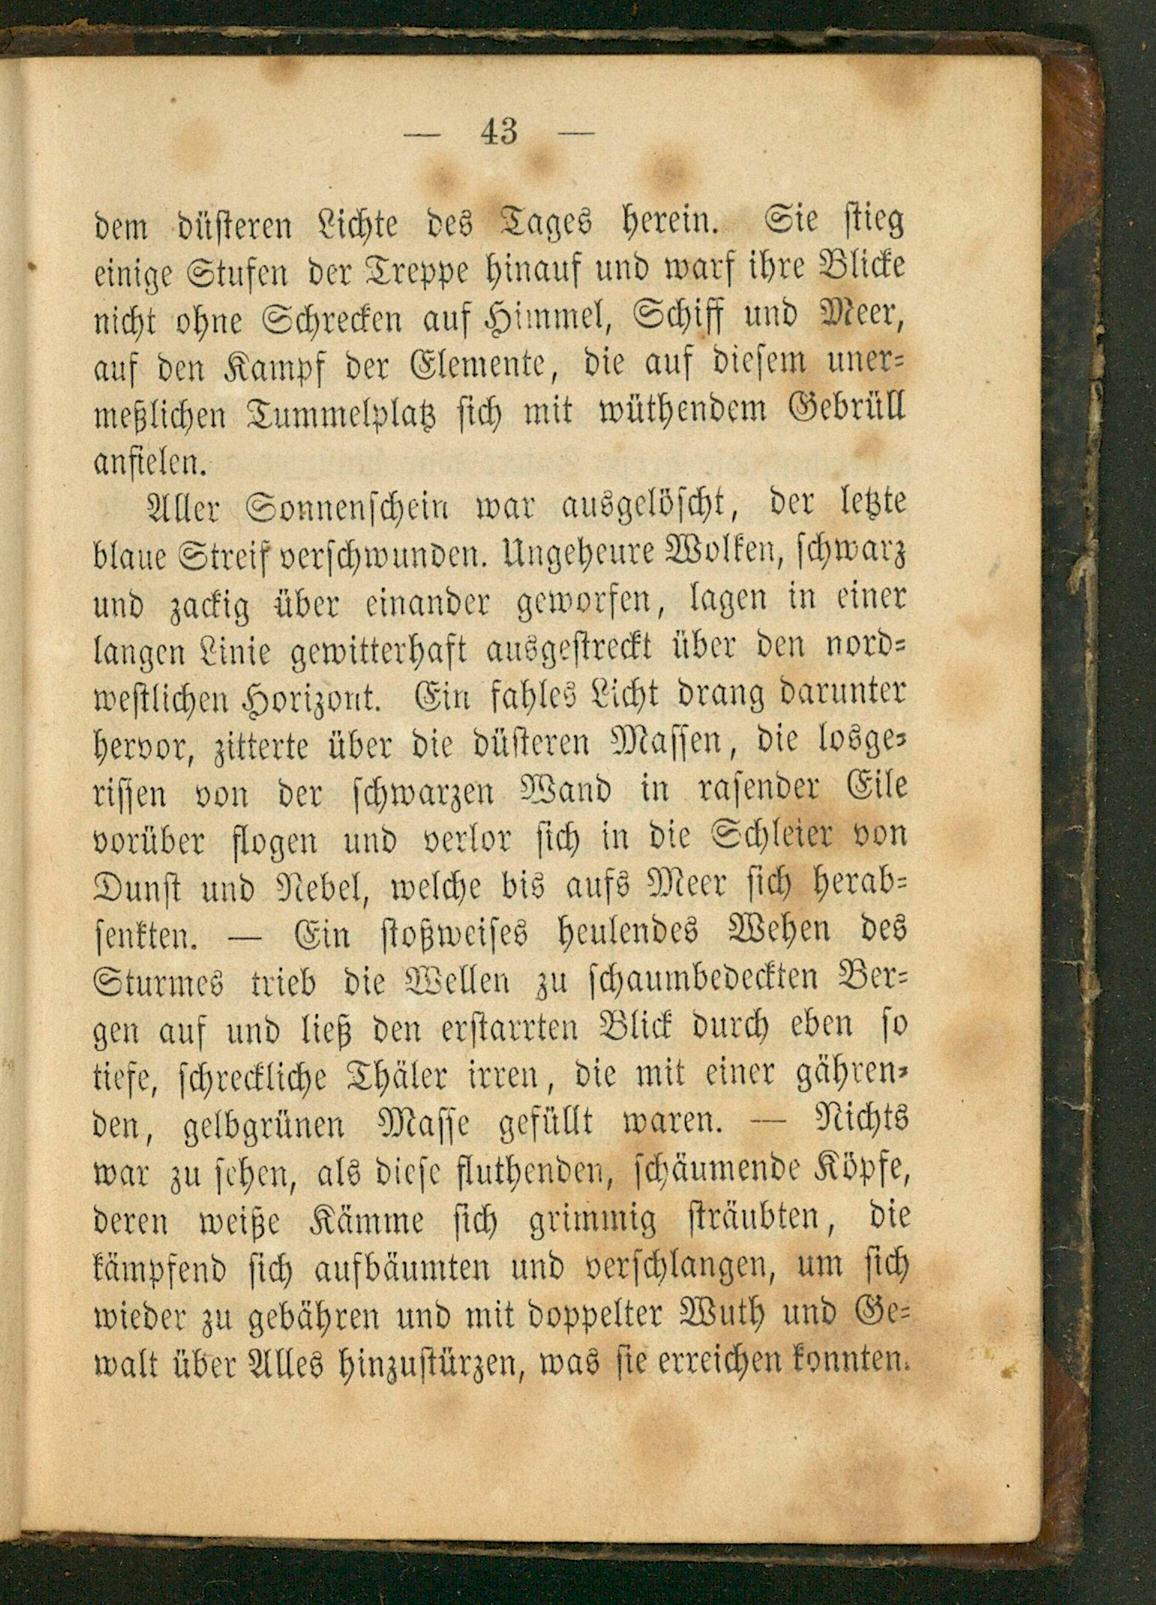 — 43 —
dem düsteren Lichte des Tages herein. Sie stieg
einige Stufen der Treppe hinauf und warf ihre Blicke
nicht ohne Schrecken auf Himmel, Schiff und Meer,
auf den Kampf der Elemente, die auf diesem uner-
meßlichen Tummelplatz sich mit wüthendem Gebrüll
anfielen.
Aller Sonnenschein war ausgelöscht, der letzte
blaue Streif verschwunden. Ungeheure Wolken, schwarz
und zackig über einander geworfen, lagen in einer
langen Linie gewitterhaft ausgestreckt über den nord-
westlichen Horizont. Ein fahles Licht drang darunter
hervor, zitterte über die düsteren Massen, die losge-
rissen von der schwarzen Wand in rasender Eile
vorüber flogen und verlor sich in die Schleier von
Dunst und Nebel, welche bis aufs Meer sich herab-
senkten. — Ein stoßweises heulendes Wehen des
Sturmes trieb die Wellen zu schaumbedeckten Ber-
gen auf und ließ den erstarrten Blick durch eben so
tiefe, schreckliche Thäler irren, die mit einer gähren-
den, gelbgrünen Masse gefüllt waren. — Nichts
war zu sehen, als diese fluthenden, schäumende Köpfe,
deren weiße Kämme sich grimmig sträubten, die
kämpfend sich aufbäumten und verschlangen, um sich
wieder zu gebähren und mit doppelter Wuth und Ge-
walt über Alles hinzustürzen, was sie erreichen konnten.